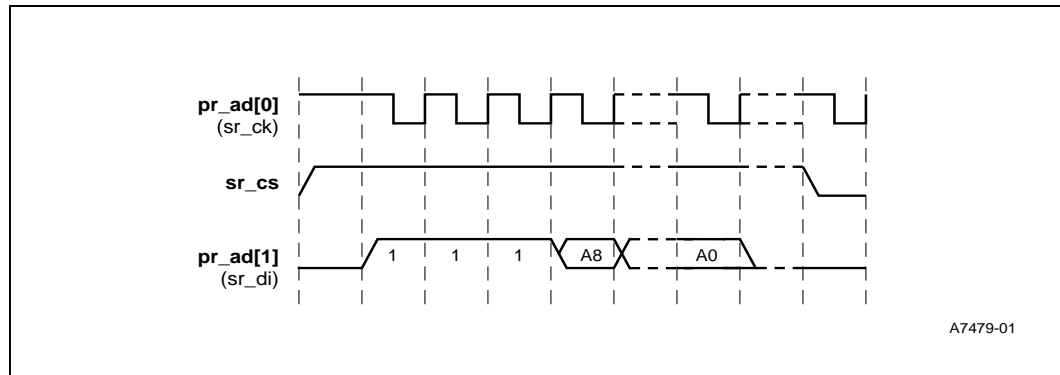 pr_ad[0]
(sr_ck)
sr_cs
pr_ad[1]
(sr_di)
1 1 1 A8 A0
A7479-01